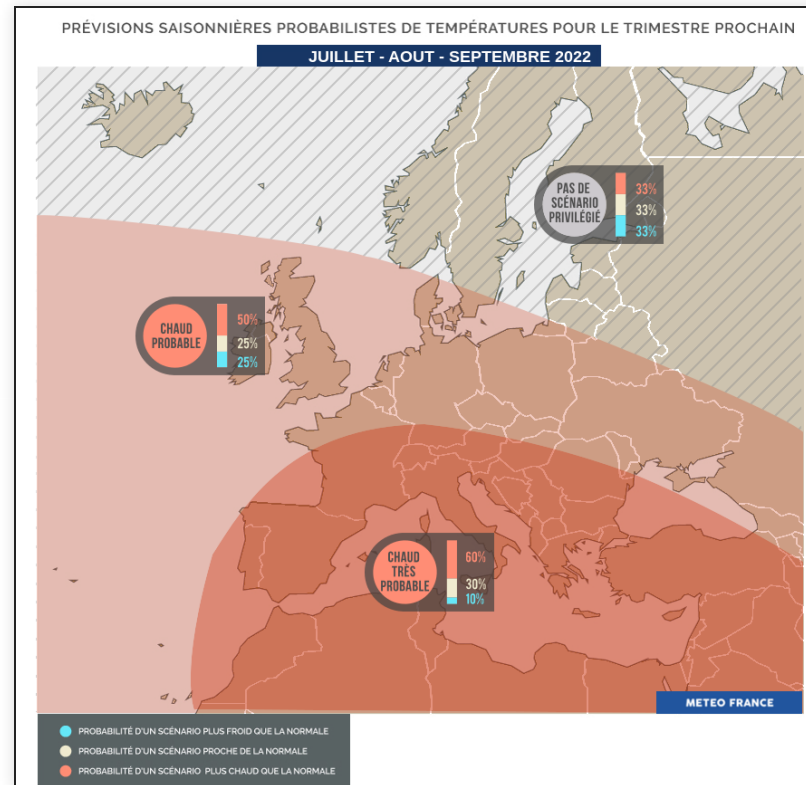 PRÉVISIONS SAISONNIÈRES PROBABILISTES DE TEMPÉRATURES POUR LE TRIMESTRE PROCHAIN
JUILLET - AOUT - SEPTEMBRE 2022
PAS DE
SCÉNARIO
PRIVILÉGIÉ
33%
33%
33%
CHAUD
PROBABLE
50%
25%
25%
CHAUD
TRÈS
PROBABLE
60%
30%
10%
METEO FRANCE
PROBABILITÉ D'UN SCÉNARIO PLUS FROID QUE LA NORMALE
PROBABILITÉ D'UN SCÉNARIO PROCHE DE LA NORMALE
PROBABILITÉ D'UN SCÉNARIO PLUS CHAUD QUE LA NORMALE